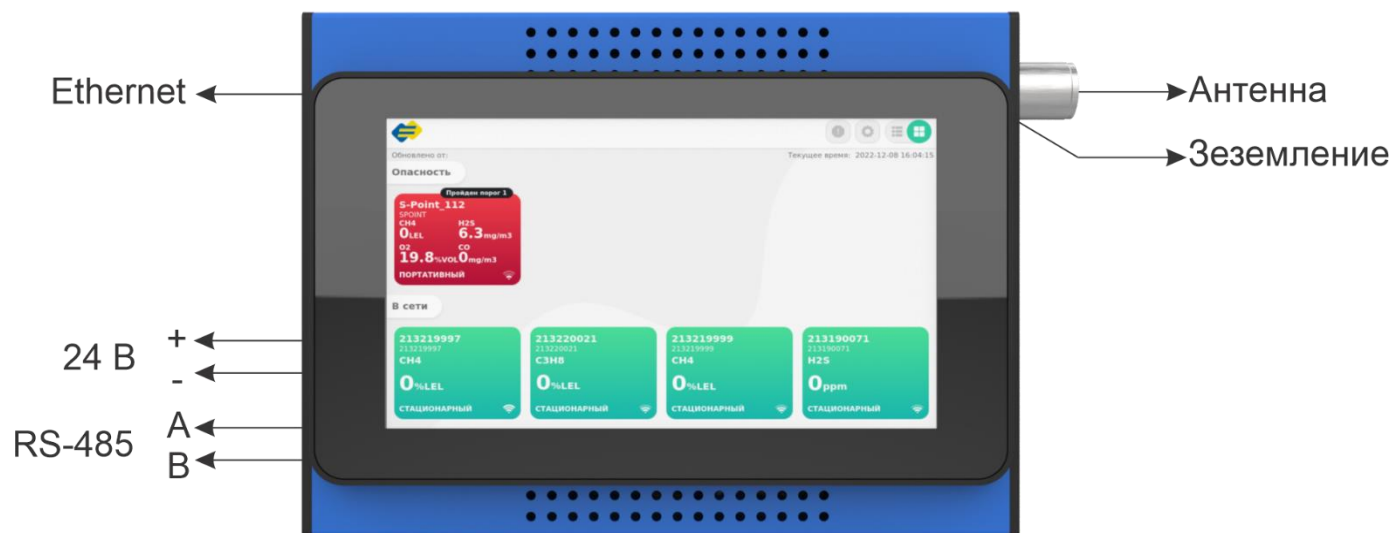 Ethernet
Антенна
Зеземление
Обновлено от:
Текущее время: 2022-12-08 16:04:15
Опасность
Пройден порог 1
S-Point_112
SPOINT
CH4 H2S
0LEL 6.3mg/m3
O2 CO
19.8%VOL 0mg/m3
ПОРТАТИВНЫЙ
В сети
213219997
213219997
CH4
0%LEL
СТАЦИОНАРНЫЙ
213220021
213220021
C3H8
0%LEL
СТАЦИОНАРНЫЙ
213219999
213219999
CH4
0%LEL
СТАЦИОНАРНЫЙ
213190071
213190071
H2S
0ppm
СТАЦИОНАРНЫЙ
24 В
+
-
RS-485
A
B